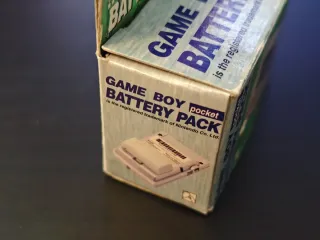 BAT
GAME BOY
BATTERY
is the registered
GAME BOY pocket
BATTERY PACK
is the registered trademark of Nintendo Co., Ltd.